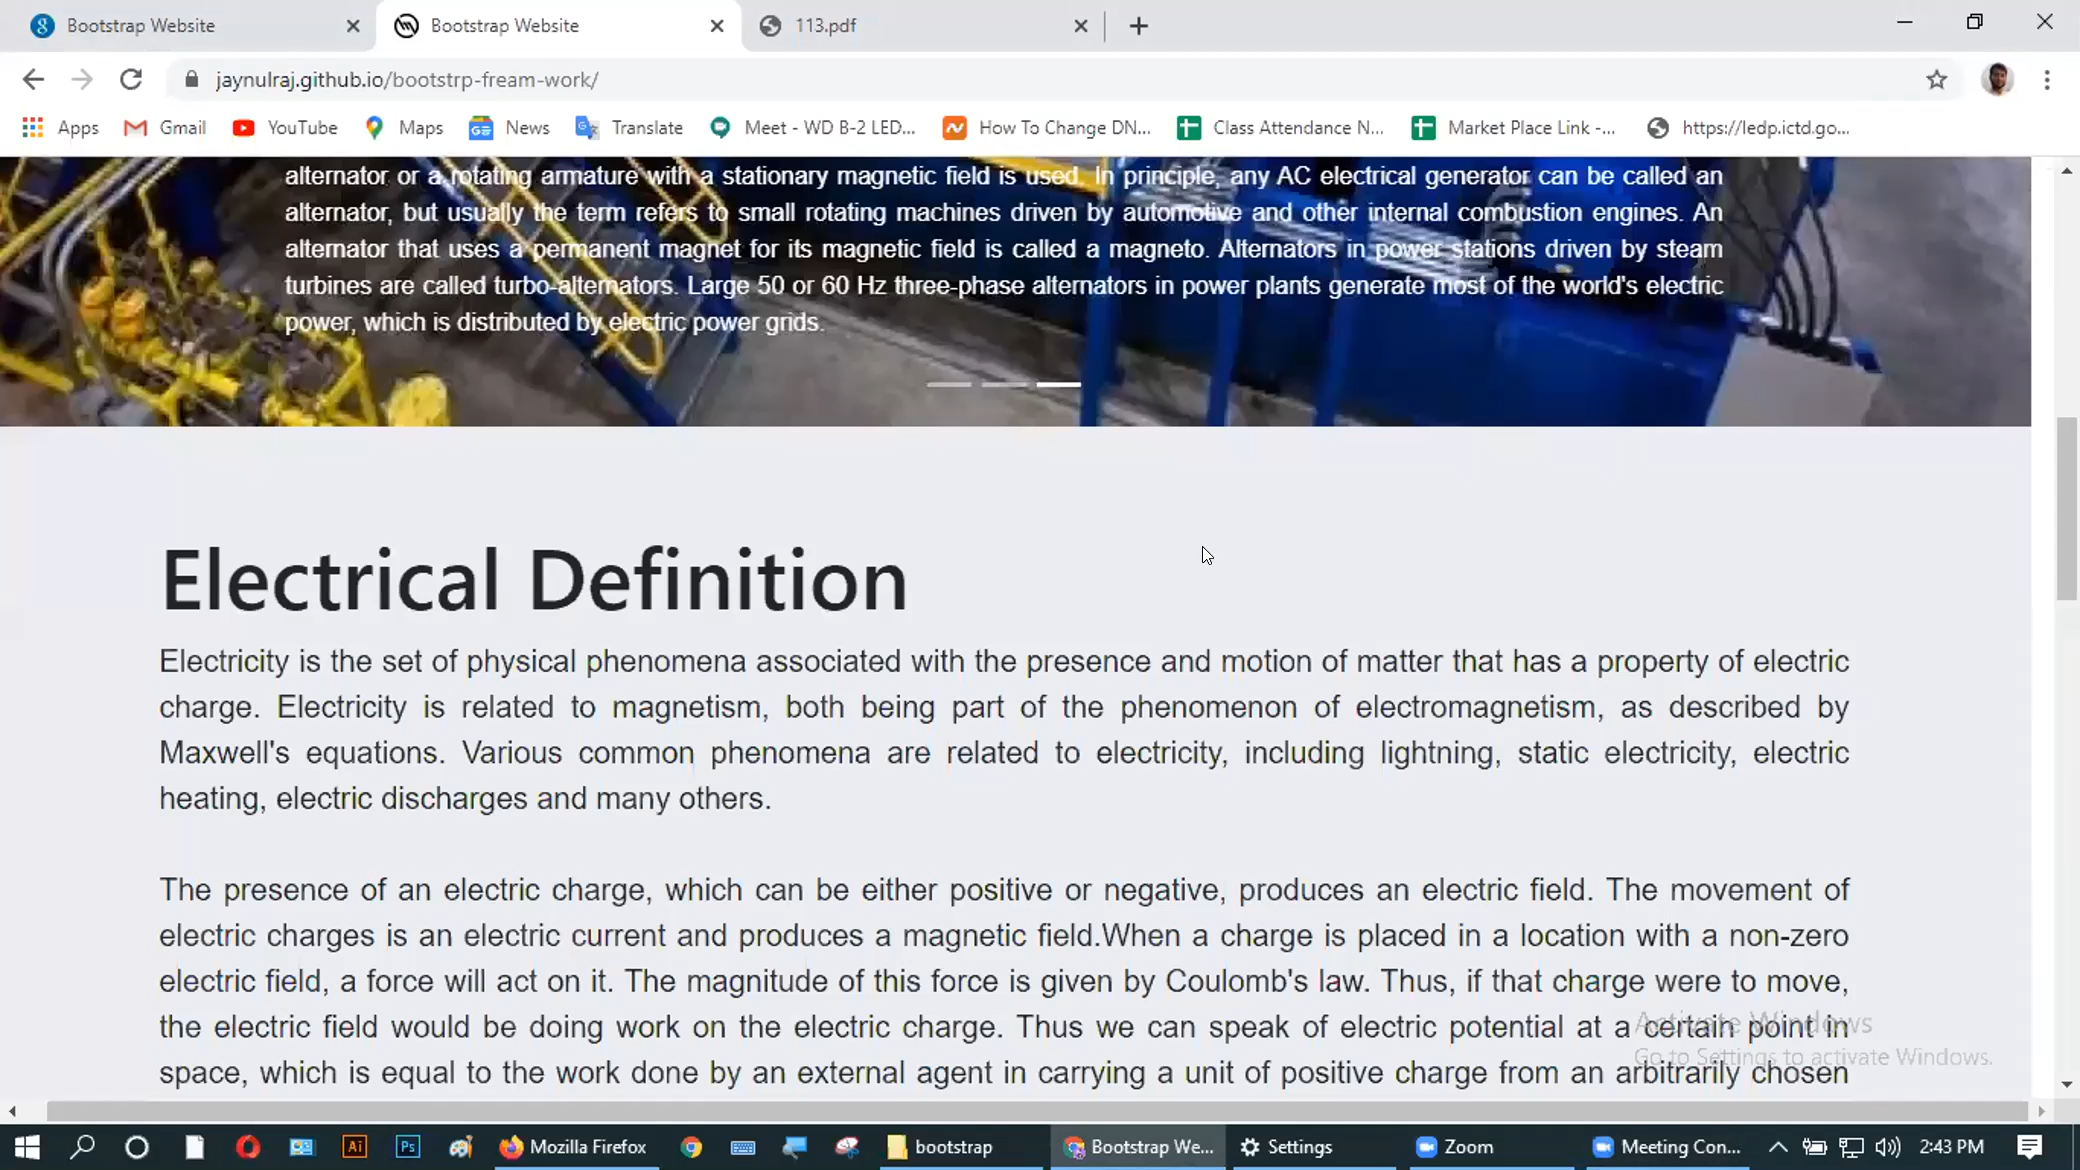 Bootstrap Website
Bootstrap Website
113.pdf
jaynulraj.github.io/bootstrp-fream-work/
Apps
Gmail
YouTube
Maps
News
Translate
Meet - WD B-2 LED...
How To Change DN...
Class Attendance N...
Market Place Link -...
https://ledp.ictd.go...
alternator or a rotating armature with a stationary magnetic field is used. In principle, any AC electrical generator can be called an
alternator, but usually the term refers to small rotating machines driven by automotive and other internal combustion engines. An
alternator that uses a permanent magnet for its magnetic field is called a magneto. Alternators in power stations driven by steam
turbines are called turbo-alternators. Large 50 or 60 Hz three-phase alternators in power plants generate most of the world's electric
power, which is distributed by electric power grids.
Electrical Definition
Electricity is the set of physical phenomena associated with the presence and motion of matter that has a property of electric
charge. Electricity is related to magnetism, both being part of the phenomenon of electromagnetism, as described by
Maxwell's equations. Various common phenomena are related to electricity, including lightning, static electricity, electric
heating, electric discharges and many others.
The presence of an electric charge, which can be either positive or negative, produces an electric field. The movement of
electric charges is an electric current and produces a magnetic field.When a charge is placed in a location with a non-zero
electric field, a force will act on it. The magnitude of this force is given by Coulomb's law. Thus, if that charge were to move,
the electric field would be doing work on the electric charge. Thus we can speak of electric potential at a certain point in
space, which is equal to the work done by an external agent in carrying a unit of positive charge from an arbitrarily chosen
Activate Windows
Go to Settings to activate Windows.
Ai
Ps
Mozilla Firefox
bootstrap
Bootstrap We...
Settings
Zoom
Meeting Con...
2:43 PM